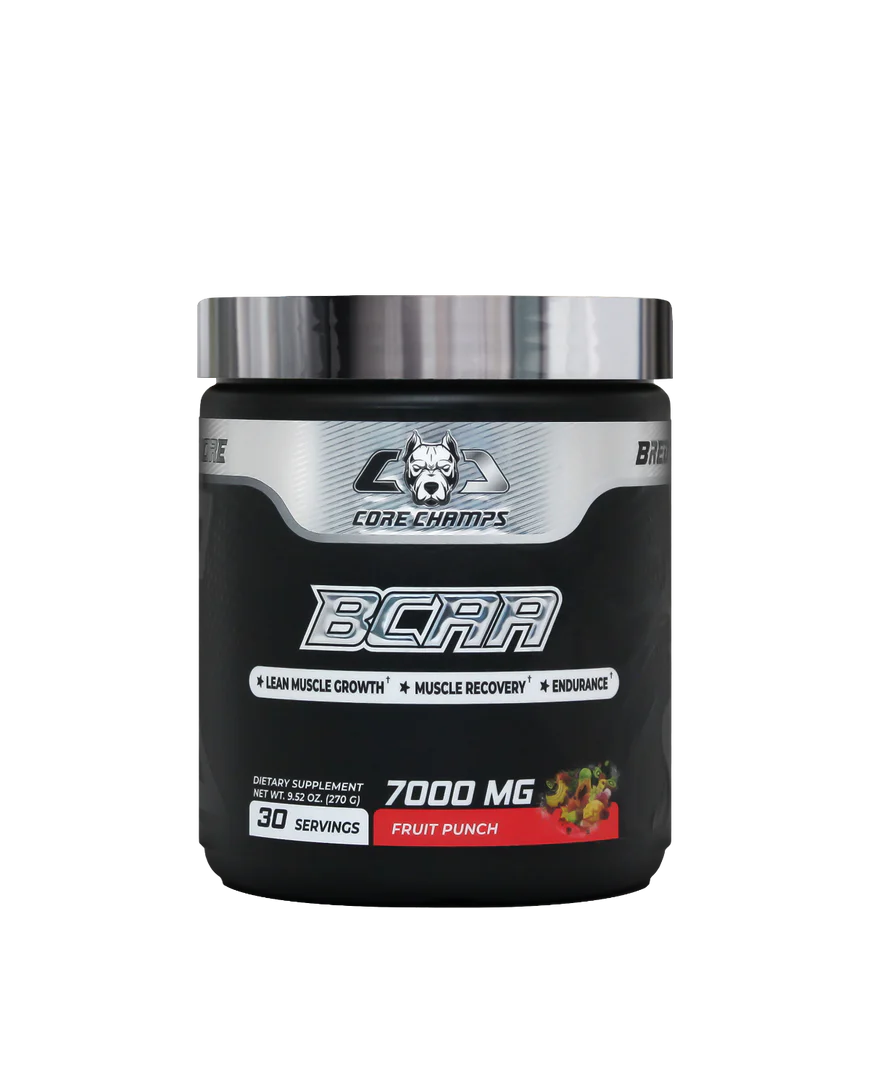 CORE CHAMPS
BCAA
★ LEAN MUSCLE GROWTH† ★ MUSCLE RECOVERY† ★ ENDURANCE†
DIETARY SUPPLEMENT
NET WT. 9.52 OZ. (270 G)
30 SERVINGS
7000 MG
FRUIT PUNCH